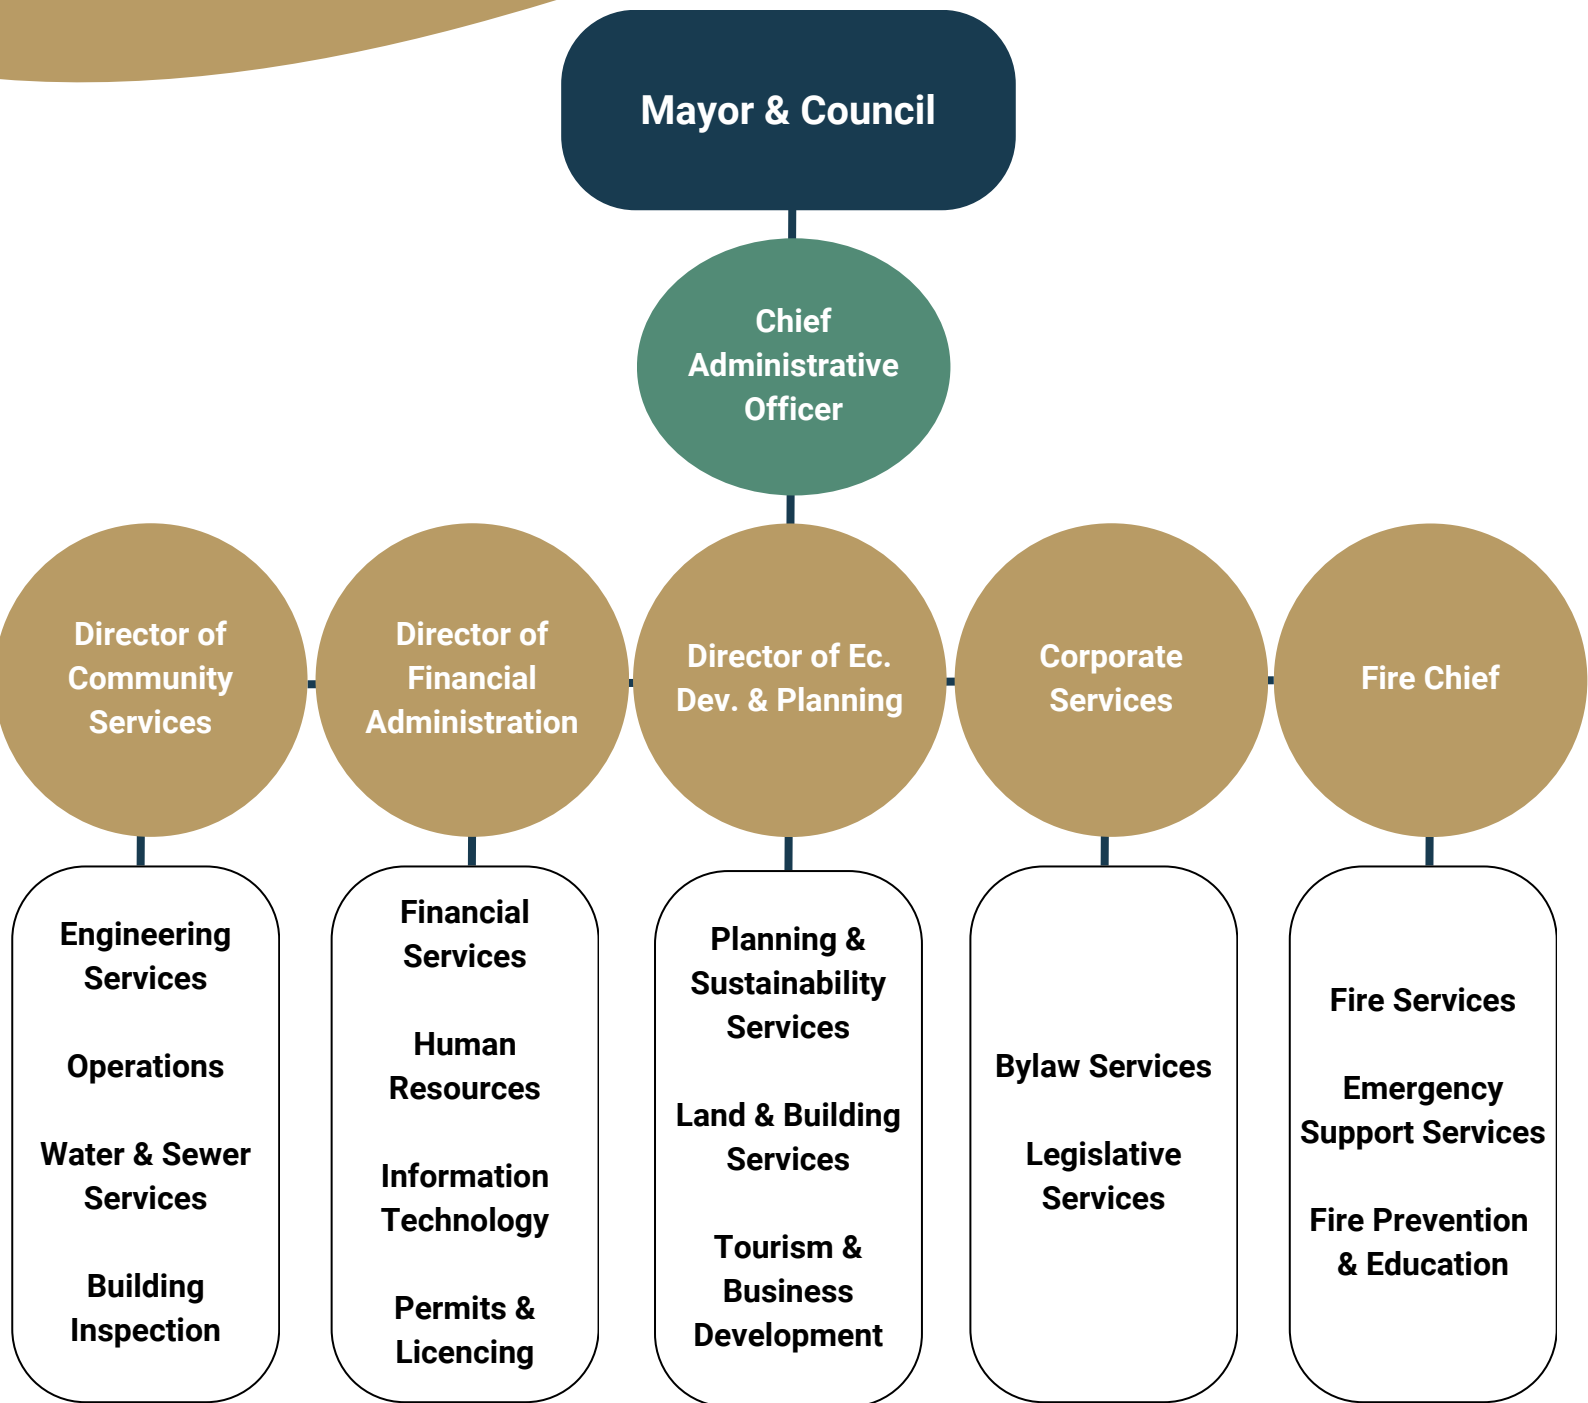 Mayor & Council
Chief
Administrative
Officer
Director of
Community
Services
Director of
Financial
Administration
Director of Ec.
Dev. & Planning
Corporate
Services
Fire Chief
Engineering
Services
Operations
Water & Sewer
Services
Building
Inspection
Financial
Services
Human
Resources
Information
Technology
Permits &
Licencing
Planning &
Sustainability
Services
Land & Building
Services
Tourism &
Business
Development
Bylaw Services
Legislative
Services
Fire Services
Emergency
Support Services
Fire Prevention
& Education